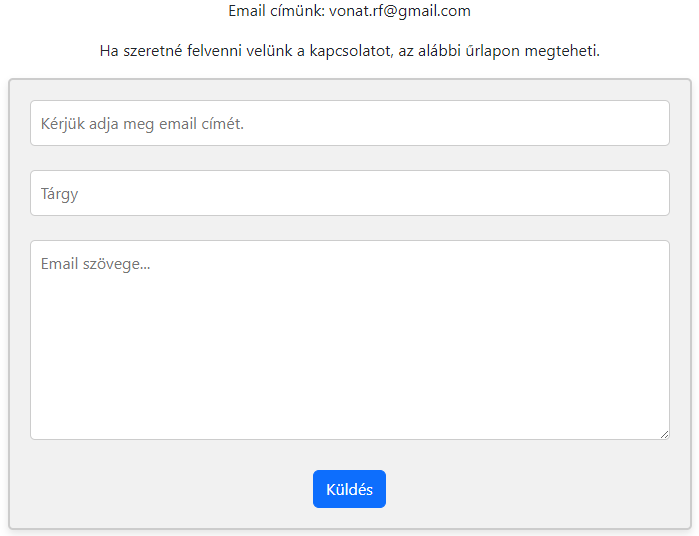 Email címünk: vonat.rf@gmail.com
Ha szeretné felvenni velünk a kapcsolatot, az alábbi űrlapon megteheti.
Kérjük adja meg email címét.
Tárgy
Email szövege...
Küldés